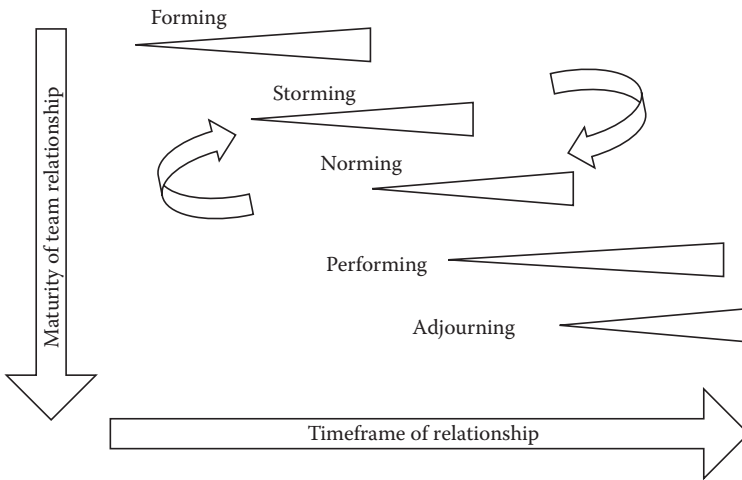 Forming
Storming
Norming
Performing
Adjourning
Maturity of team relationship
Timeframe of relationship